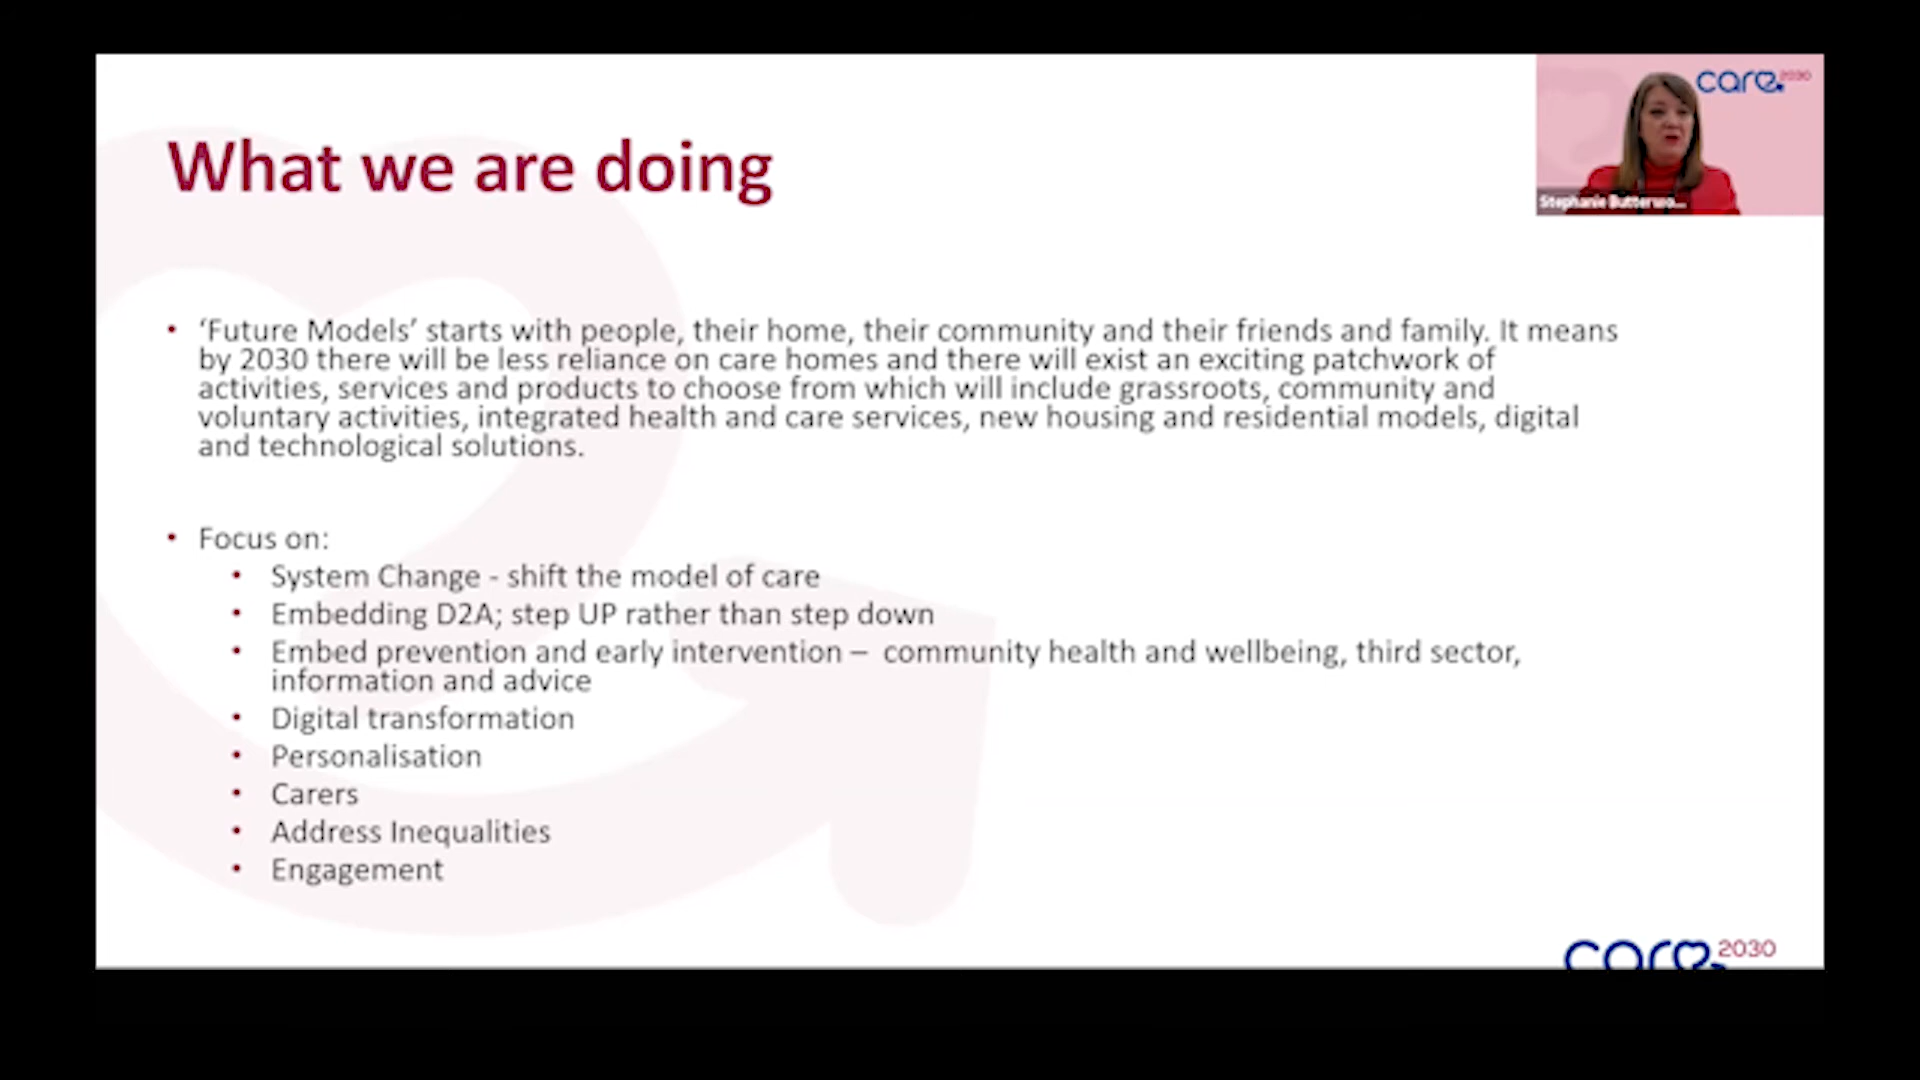 care 2030
Stephanie Butterwo...
What we are doing
• ‘Future Models’ starts with people, their home, their community and their friends and family. It means
by 2030 there will be less reliance on care homes and there will exist an exciting patchwork of
activities, services and products to choose from which will include grassroots, community and
voluntary activities, integrated health and care services, new housing and residential models, digital
and technological solutions.
• Focus on:
• System Change - shift the model of care
• Embedding D2A; step UP rather than step down
• Embed prevention and early intervention – community health and wellbeing, third sector,
information and advice
• Digital transformation
• Personalisation
• Carers
• Address Inequalities
• Engagement
care 2030